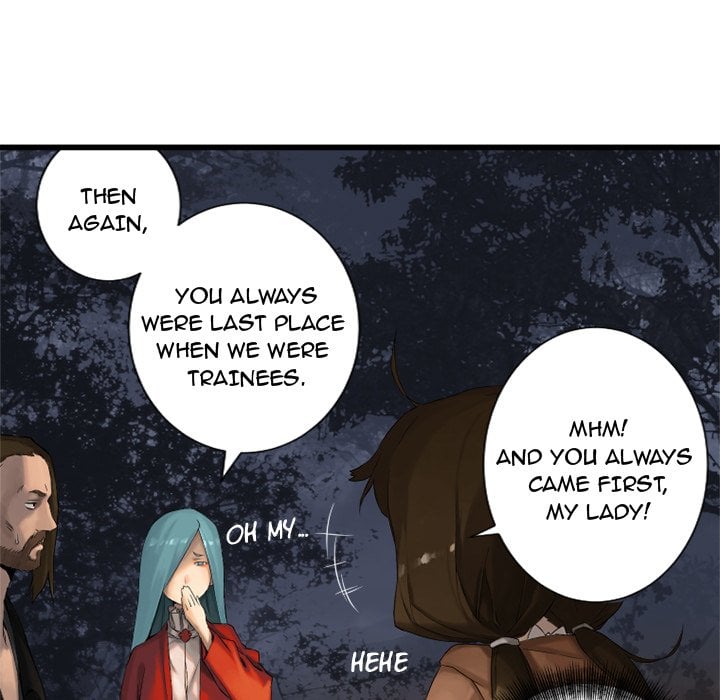 THEN
AGAIN,
YOU ALWAYS
WERE LAST PLACE
WHEN WE WERE
TRAINEES.
MHM!
AND YOU ALWAYS
CAME FIRST,
MY LADY!
OH MY...
HEHE